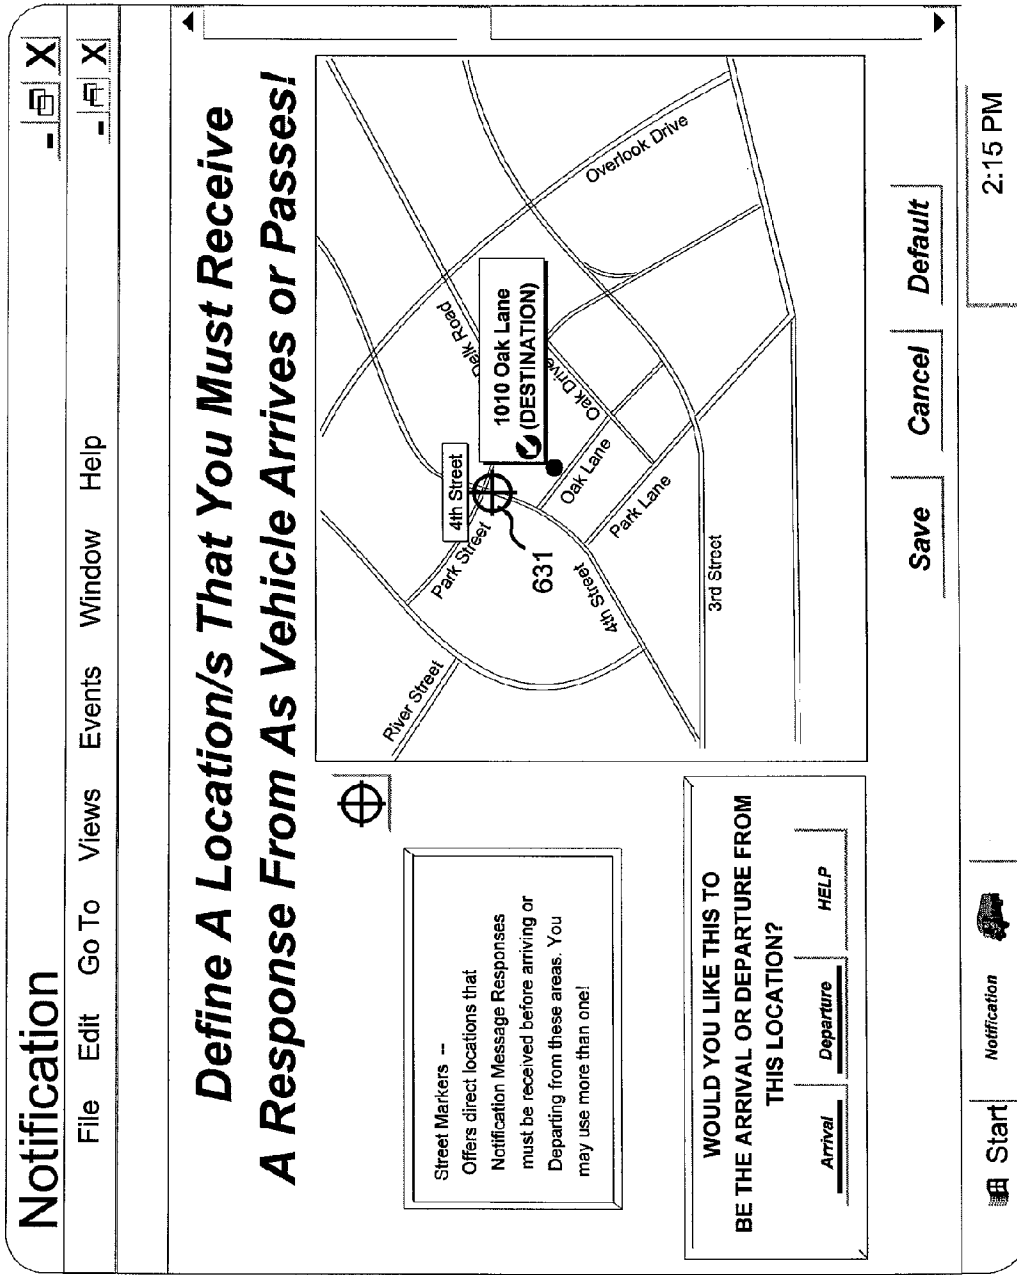 Notification
File Edit Go To Views Events Window Help
Define A Location/s That You Must Receive
A Response From As Vehicle Arrives or Passes!
Street Markers --
Offers direct locations that
Notification Message Responses
must be received before arriving or
Departing from these areas. You
may use more than one!
WOULD YOU LIKE THIS TO
BE THE ARRIVAL OR DEPARTURE FROM
THIS LOCATION?
Arrival
Departure
HELP
River Street
Park Street
4th Street
631
4th Street
Delk Road
1010 Oak Lane
(DESTINATION)
Oak Drive
Oak Lane
Park Lane
3rd Street
Overlook Drive
Save
Cancel
Default
Start
Notification
2:15 PM